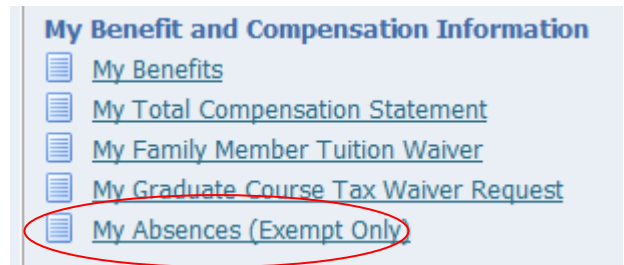 My Benefit and Compensation Information
My Benefits
My Total Compensation Statement
My Family Member Tuition Waiver
My Graduate Course Tax Waiver Request
My Absences (Exempt Only)